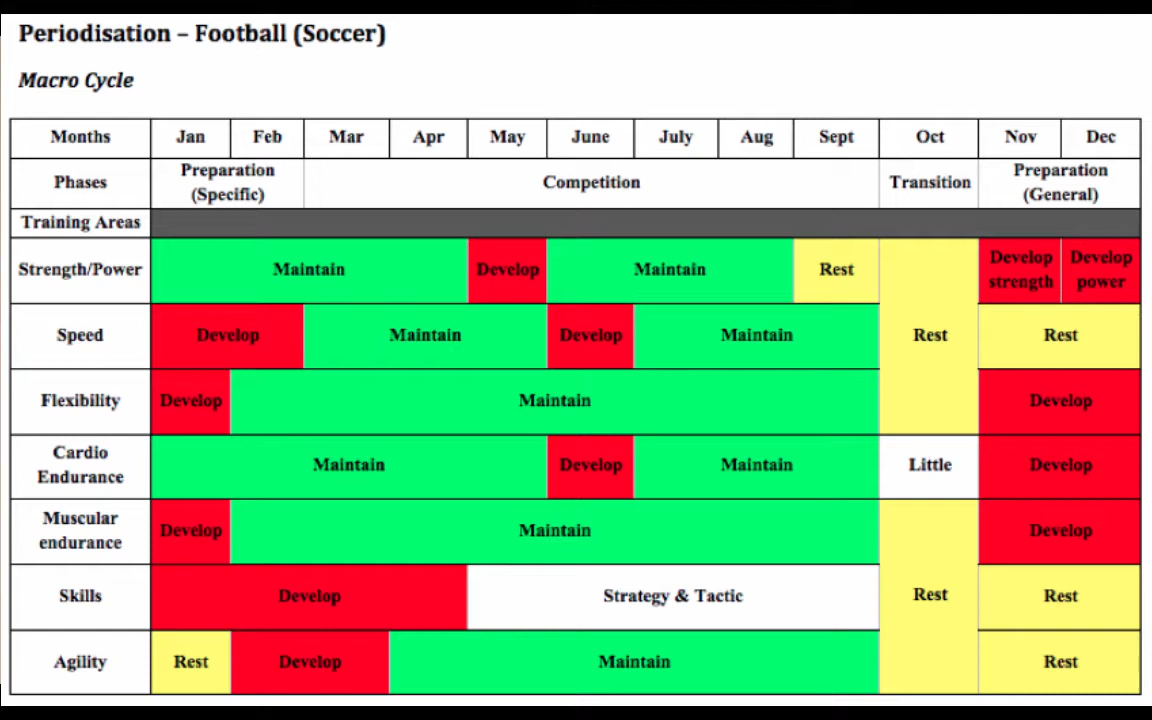 Periodisation – Football (Soccer)
Macro Cycle
Months Jan Feb Mar Apr May June July Aug Sept Oct Nov Dec
Phases Preparation (Specific) Competition Transition Preparation (General)
Training Areas
Strength/Power Maintain Develop Maintain Rest Develop strength Develop power
Speed Develop Maintain Develop Maintain Rest Rest
Flexibility Develop Maintain Develop
Cardio Endurance Maintain Develop Maintain Little Develop
Muscular endurance Develop Maintain Develop
Skills Develop Strategy & Tactic Rest Rest
Agility Rest Develop Maintain Rest